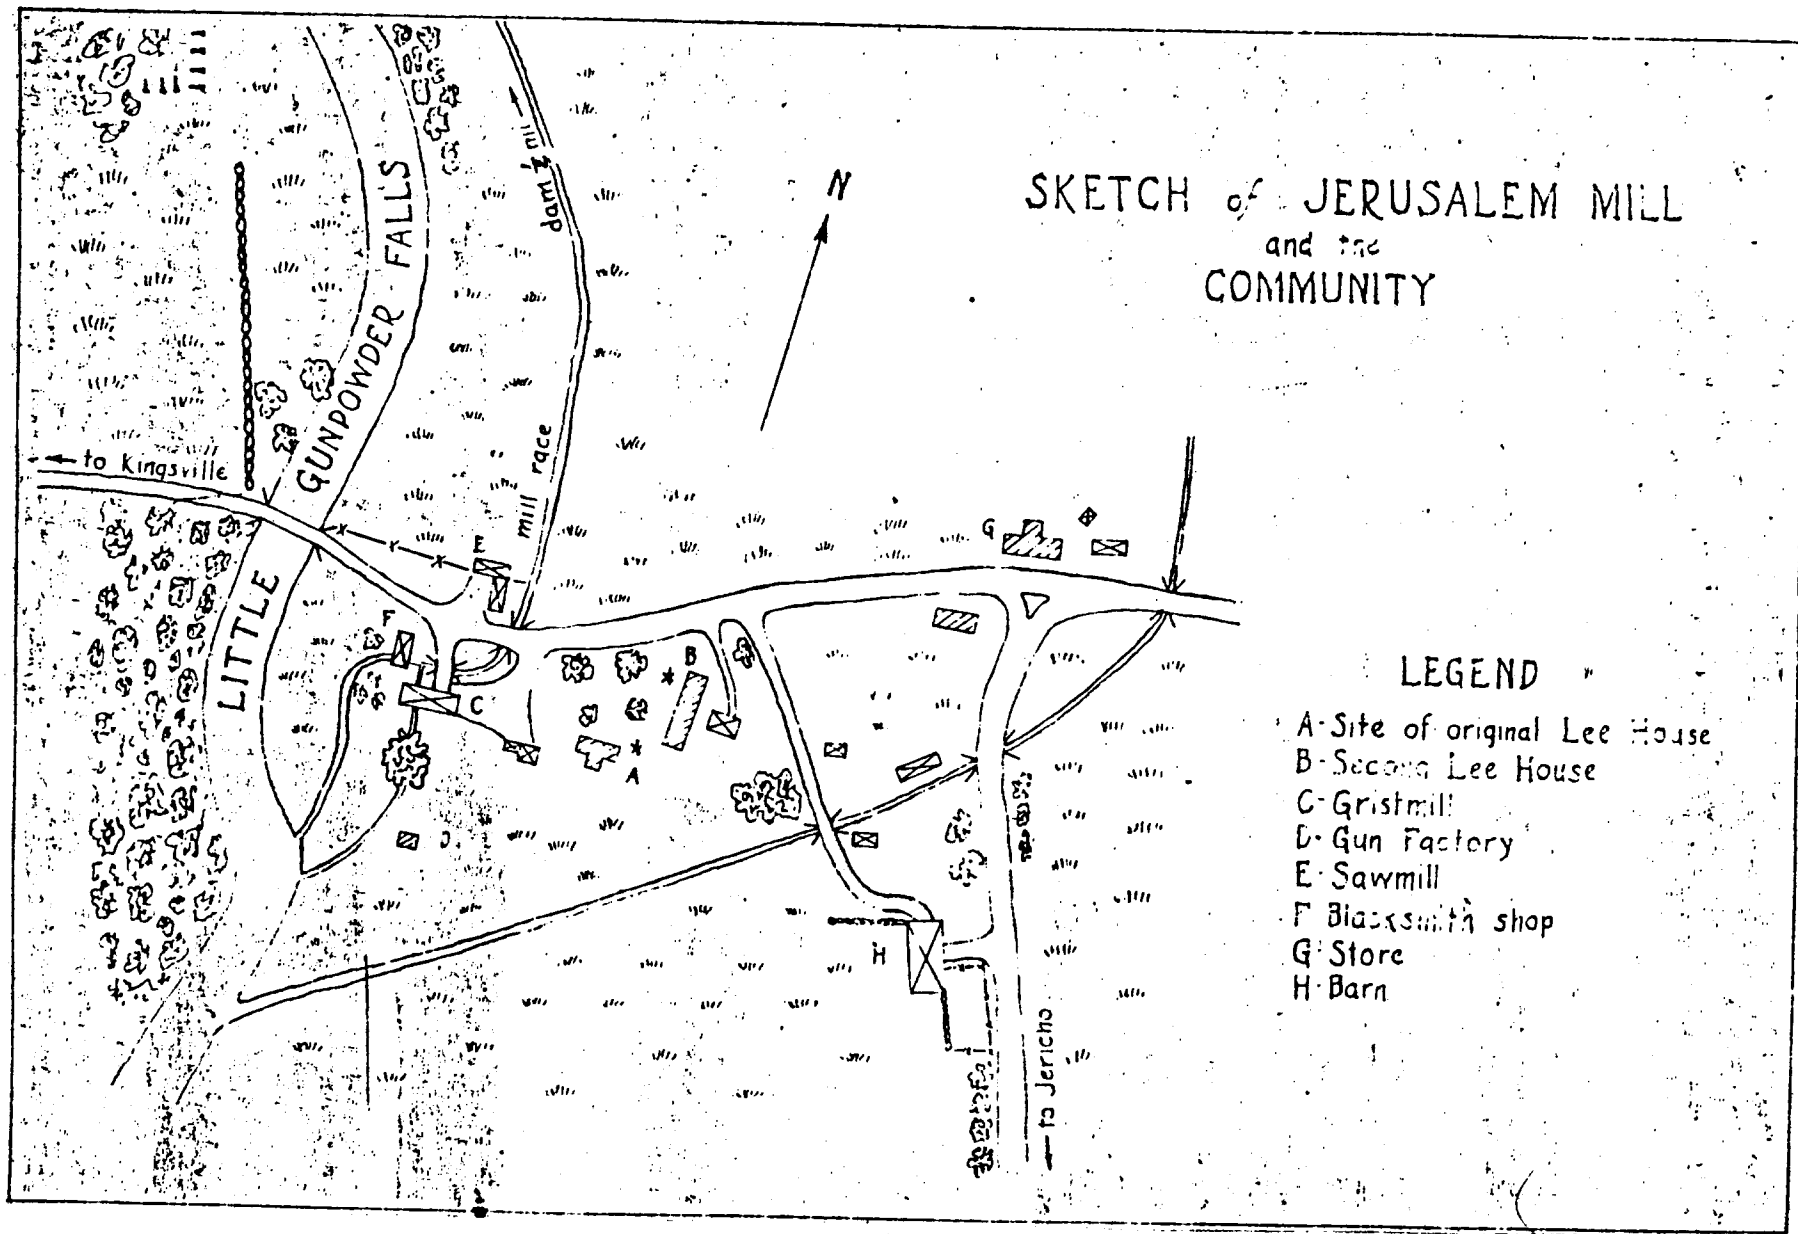 SKETCH of JERUSALEM MILL
and the
COMMUNITY
N
dam ½ mi
mill race
LITTLE GUNPOWDER FALLS
to Kingsville
E
G
F
B
C
A
D
H
to Jericho
LEGEND
A-Site of original Lee House
B-Second Lee House
C-Gristmill
D-Gun Factory
E-Sawmill
F Blacksmith shop
G-Store
H-Barn